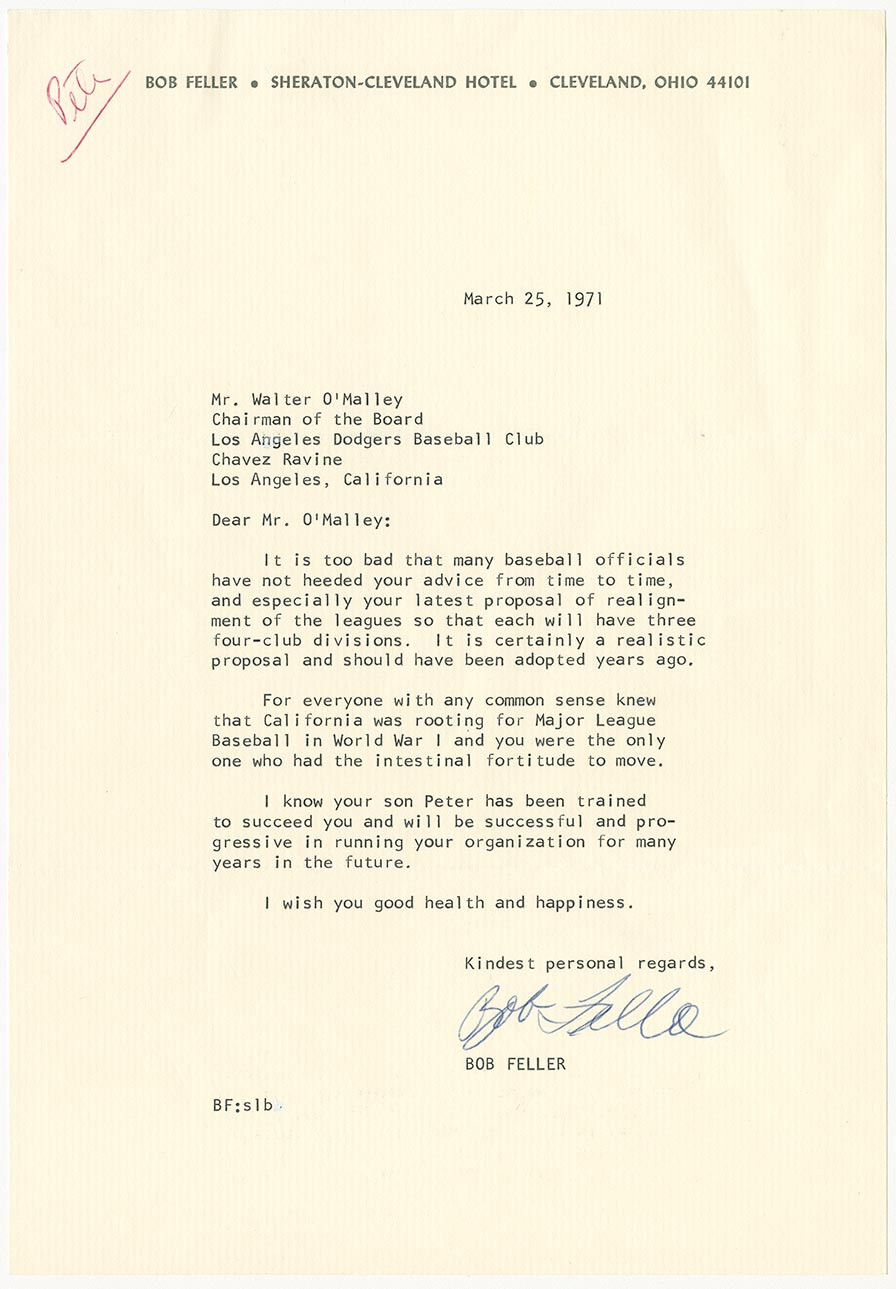 Pete
BOB FELLER • SHERATON-CLEVELAND HOTEL • CLEVELAND, OHIO 44101
March 25, 1971
Mr. Walter O'Malley
Chairman of the Board
Los Angeles Dodgers Baseball Club
Chavez Ravine
Los Angeles, California
Dear Mr. O'Malley:
It is too bad that many baseball officials
have not heeded your advice from time to time,
and especially your latest proposal of realign-
ment of the leagues so that each will have three
four-club divisions. It is certainly a realistic
proposal and should have been adopted years ago.
For everyone with any common sense knew
that California was rooting for Major League
Baseball in World War I and you were the only
one who had the intestinal fortitude to move.
I know your son Peter has been trained
to succeed you and will be successful and pro-
gressive in running your organization for many
years in the future.
I wish you good health and happiness.
Kindest personal regards,
Bob Feller
BOB FELLER
BF:slb